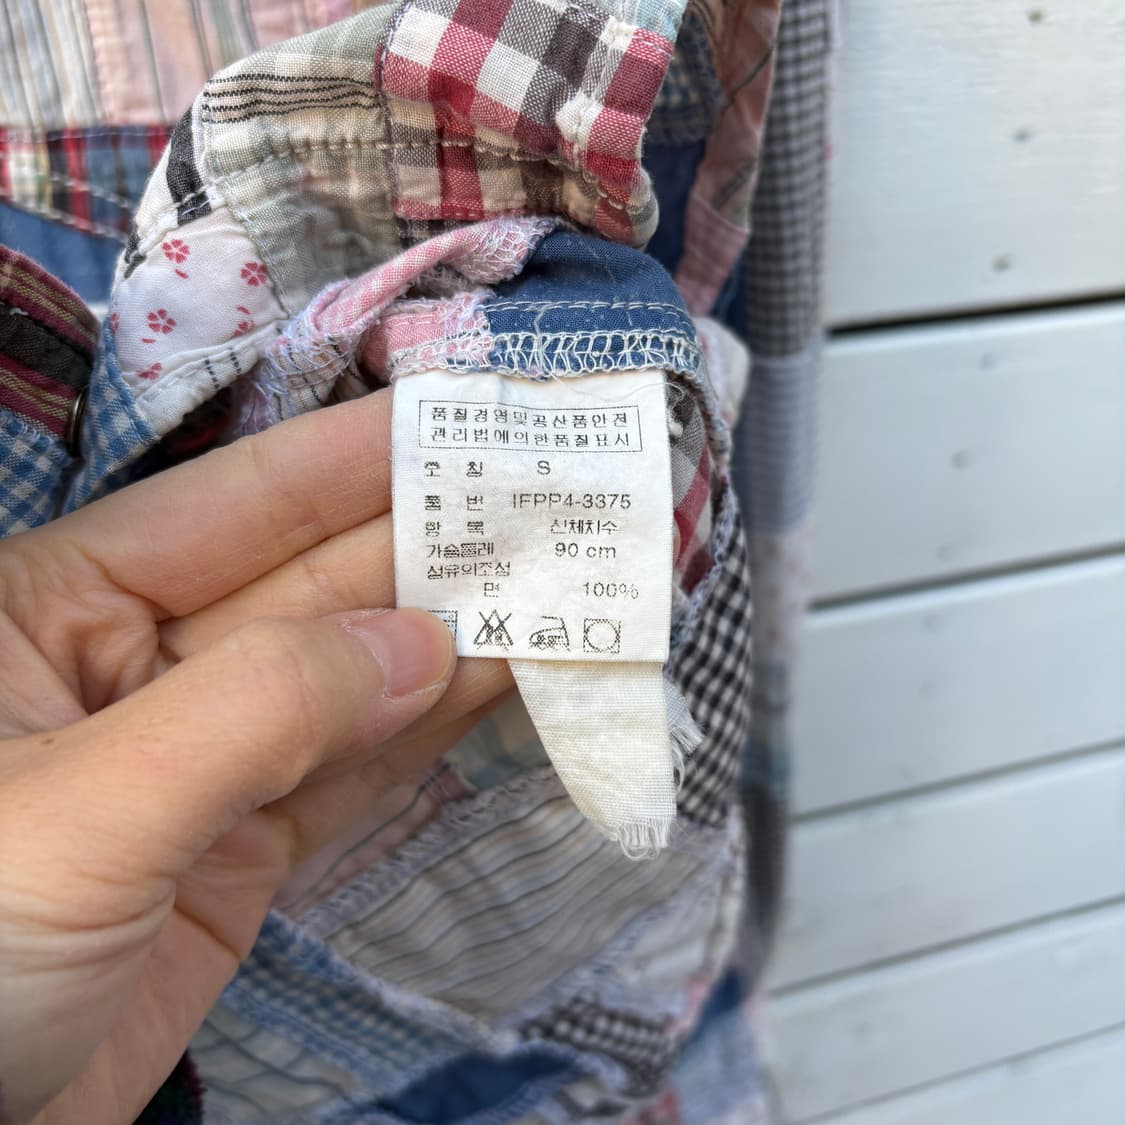 품질경영및공산품안전
관리법에의한품질표시
호 칭 S
품 번 IFPP4-3375
항 목 신체치수
가슴둘레 90 cm
섬유의조성
면 100%